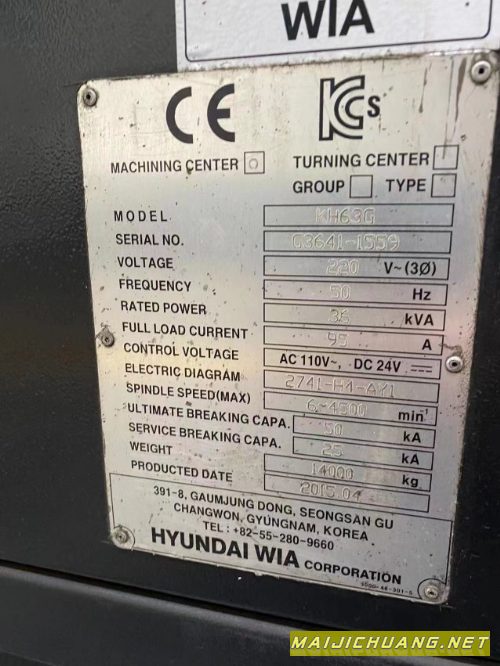 WIA
CE KCs
MACHINING CENTER TURNING CENTER
GROUP TYPE
MODEL KH63G
SERIAL NO. G3641-1559
VOLTAGE 220 V~(3Ø)
FREQUENCY 50 Hz
RATED POWER 36 kVA
FULL LOAD CURRENT 95 A
CONTROL VOLTAGE AC 110V~, DC 24V
ELECTRIC DIAGRAM 2741-H4-AY1
SPINDLE SPEED(MAX) 6~4500 min⁻¹
ULTIMATE BREAKING CAPA. 50 kA
SERVICE BREAKING CAPA. 25 kA
WEIGHT 14000 kg
PRODUCTED DATE 2015.04
391-8, GAUMJUNG DONG, SEONGSAN GU
CHANGWON, GYUNGNAM, KOREA
TEL : +82-55-280-9660
HYUNDAI WIA CORPORATION
MAIJICHUANG.NET